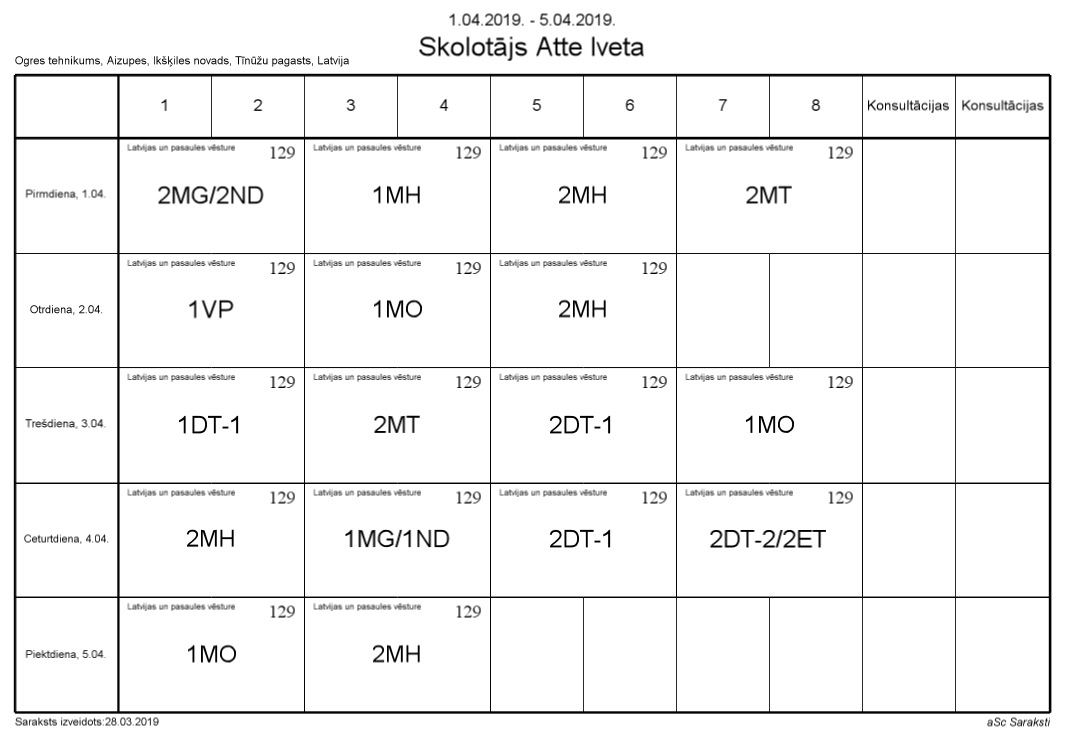 1.04.2019. - 5.04.2019.
Skolotājs Atte Iveta
Ogres tehnikums, Aizupes, Ikšķiles novads, Tīnūžu pagasts, Latvija
1 2 3 4 5 6 7 8 Konsultācijas Konsultācijas
Latvijas un pasaules vēsture 129 Latvijas un pasaules vēsture 129 Latvijas un pasaules vēsture 129 Latvijas un pasaules vēsture 129
Pirmdiena, 1.04. 2MG/2ND 1MH 2MH 2MT
Latvijas un pasaules vēsture 129 Latvijas un pasaules vēsture 129 Latvijas un pasaules vēsture 129
Otrdiena, 2.04. 1VP 1MO 2MH
Latvijas un pasaules vēsture 129 Latvijas un pasaules vēsture 129 Latvijas un pasaules vēsture 129 Latvijas un pasaules vēsture 129
Trešdiena, 3.04. 1DT-1 2MT 2DT-1 1MO
Latvijas un pasaules vēsture 129 Latvijas un pasaules vēsture 129 Latvijas un pasaules vēsture 129 Latvijas un pasaules vēsture 129
Ceturtdiena, 4.04. 2MH 1MG/1ND 2DT-1 2DT-2/2ET
Latvijas un pasaules vēsture 129 Latvijas un pasaules vēsture 129
Piektdiena, 5.04. 1MO 2MH
Saraksts izveidots:28.03.2019 aSc Saraksti